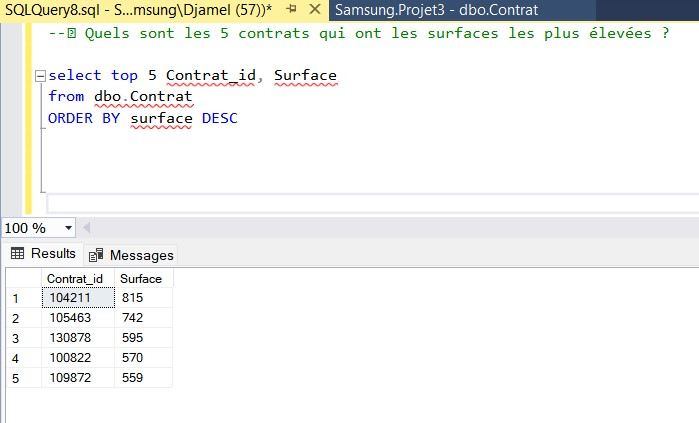 SQLQuery8.sql - S...msung\Djamel (57))*
Samsung.Projet3 - dbo.Contrat
-- Quels sont les 5 contrats qui ont les surfaces les plus élevées ?
select top 5 Contrat_id, Surface
from dbo.Contrat
ORDER BY surface DESC
100 %
Results Messages
Contrat_id Surface
1 104211 815
2 105463 742
3 130878 595
4 100822 570
5 109872 559